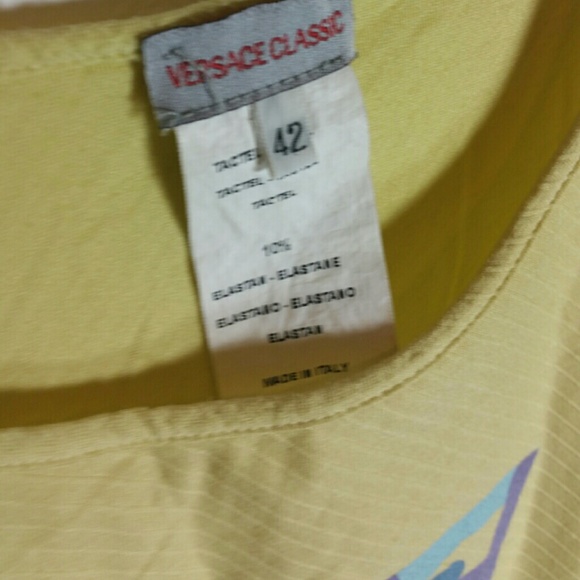 VERSACE CLASSIC
42
TACTEL
TACTEL
TACTEL
10%
ELASTAN - ELASTANE
ELASTANO - ELASTANO
ELASTAN
MADE IN ITALY